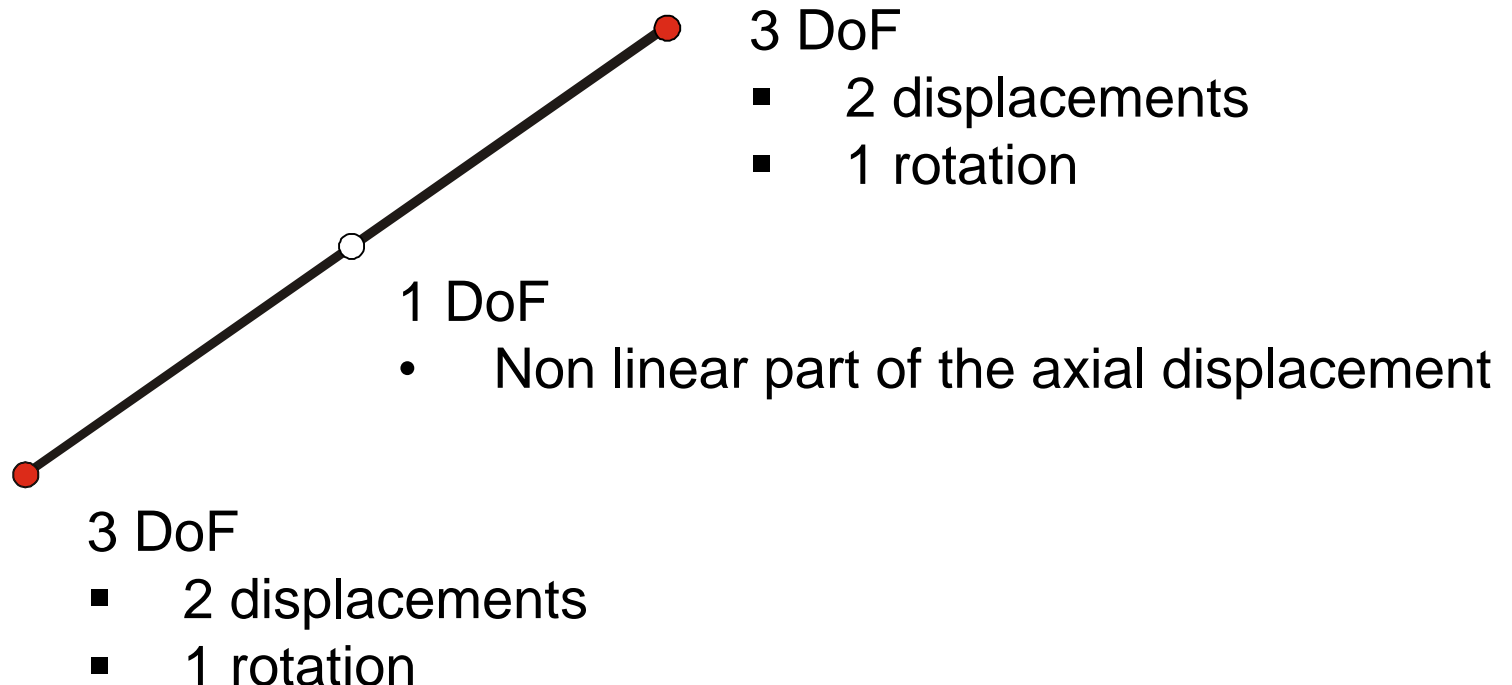 3 DoF
▪ 2 displacements
▪ 1 rotation
1 DoF
• Non linear part of the axial displacement
3 DoF
▪ 2 displacements
▪ 1 rotation